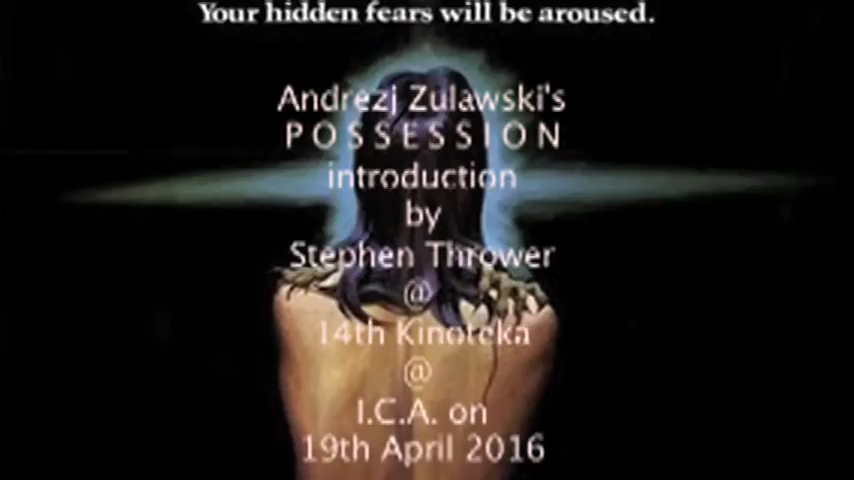 Your hidden fears will be aroused.
Andrezj Zulawski's
POSSESSION
introduction
by
Stephen Thrower
@
14th Kinoteka
@
I.C.A. on
19th April 2016